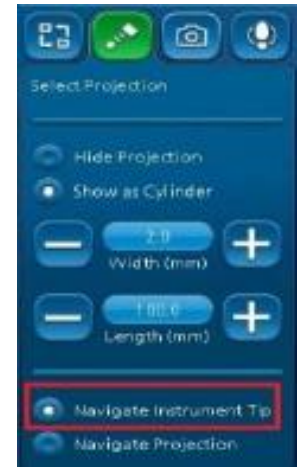 Select Projection
Hide Projection
Show as Cylinder
2.0
Width (mm)
100.0
Length (mm)
Navigate Instrument Tip
Navigate Projection